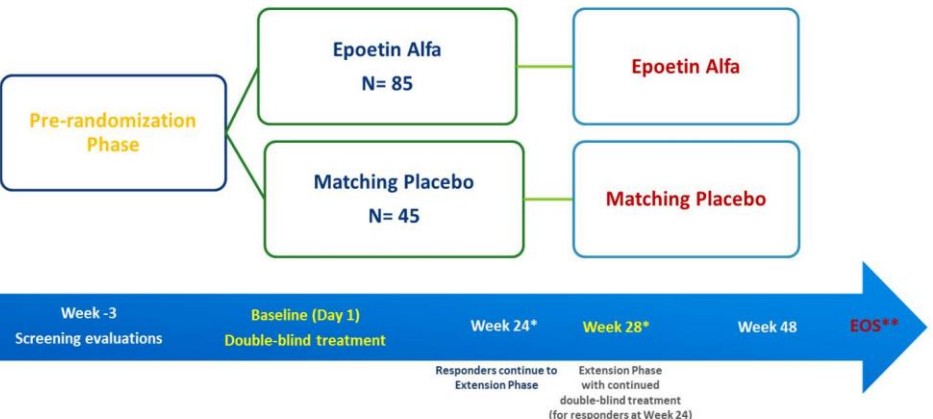 Epoetin Alfa
N= 85
Epoetin Alfa
Pre-randomization
Phase
Matching Placebo
N= 45
Matching Placebo
Week -3
Screening evaluations
Baseline (Day 1)
Double-blind treatment
Week 24*
Week 28*
Week 48
EOS**
Responders continue to
Extension Phase
Extension Phase
with continued
double-blind treatment
(for responders at Week 24)